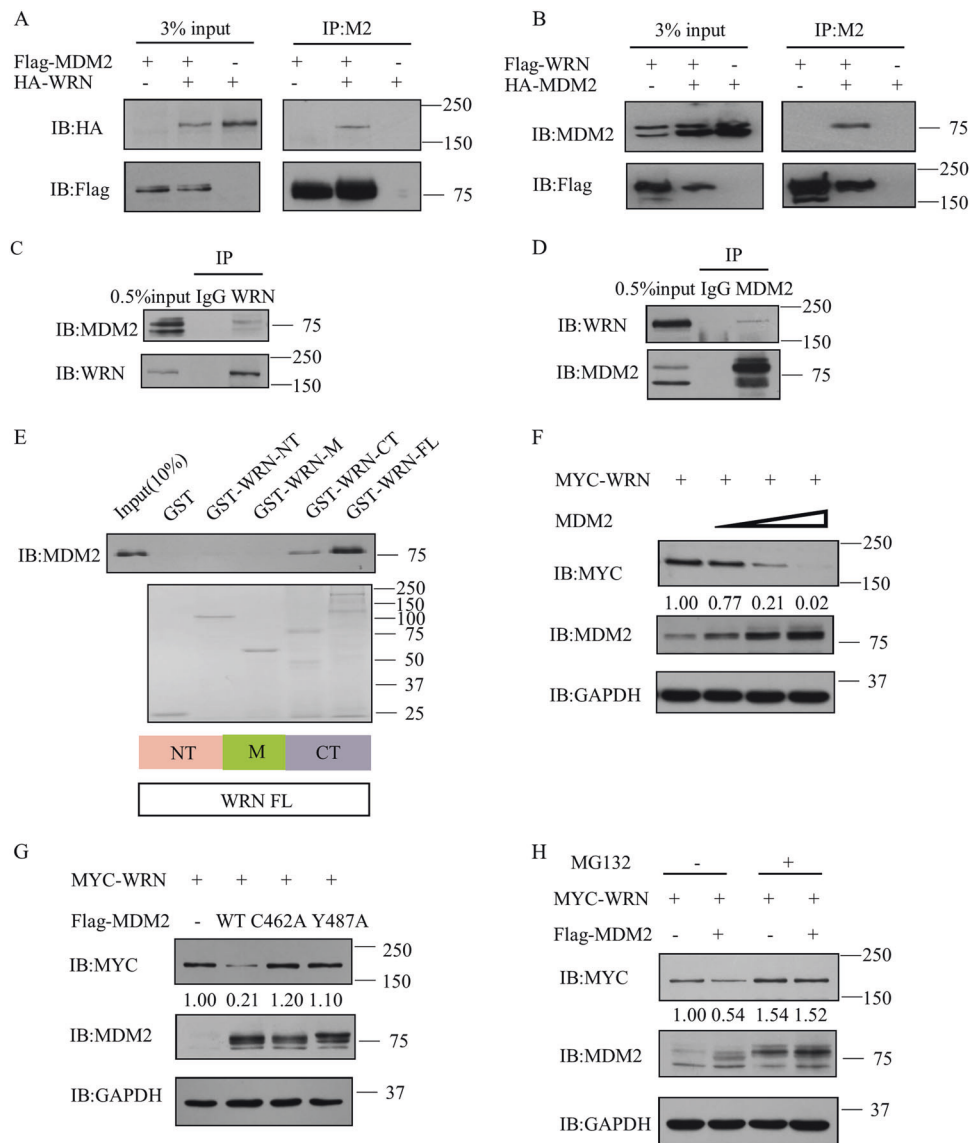 A
3% input IP:M2
Flag-MDM2 + + - + + -
HA-WRN - + + - + +
IB:HA 250
150
IB:Flag 75
B
3% input IP:M2
Flag-WRN + + - + + -
HA-MDM2 - + + - + +
IB:MDM2 75
IB:Flag 250
150
C
IP
0.5%input IgG WRN
IB:MDM2 75
IB:WRN 250
150
D
IP
0.5%input IgG MDM2
IB:WRN 250
150
IB:MDM2 75
E
Input(10%) GST GST-WRN-NT GST-WRN-M GST-WRN-CT GST-WRN-FL
IB:MDM2 75
250
150
100
75
50
37
25
NT M CT
WRN FL
F
MYC-WRN + + + +
MDM2
IB:MYC 250
150
1.00 0.77 0.21 0.02
IB:MDM2 75
IB:GAPDH 37
G
MYC-WRN + + + +
Flag-MDM2 - WT C462A Y487A
IB:MYC 250
150
1.00 0.21 1.20 1.10
IB:MDM2 75
IB:GAPDH 37
H
MG132 - +
MYC-WRN + + + +
Flag-MDM2 - + - +
IB:MYC 250
150
1.00 0.54 1.54 1.52
IB:MDM2 75
IB:GAPDH 37